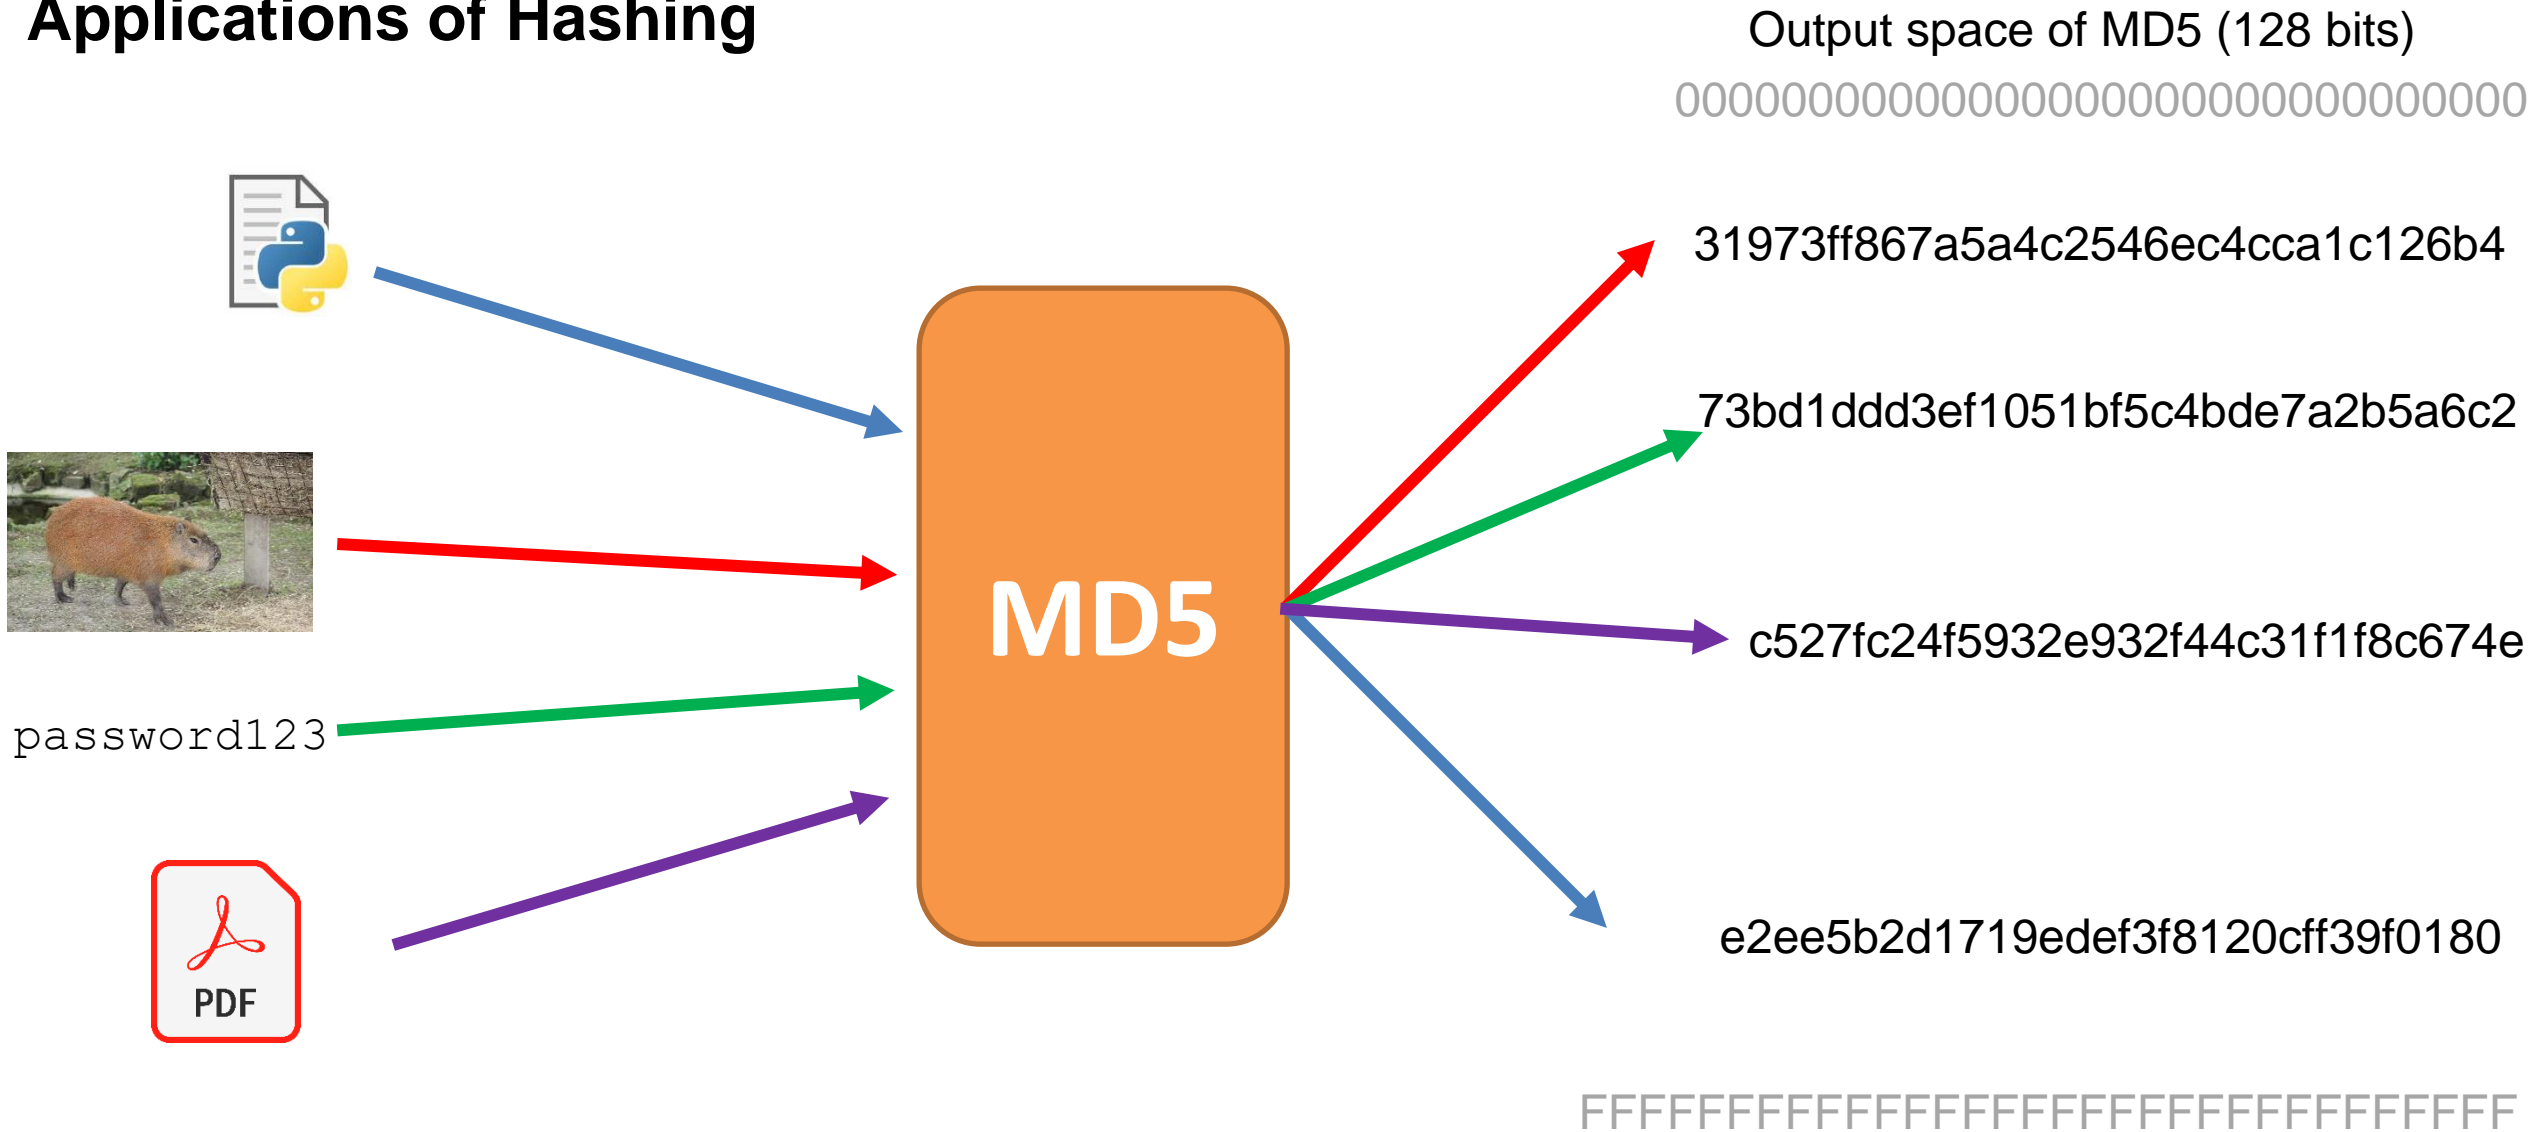 Applications of Hashing
Output space of MD5 (128 bits)
00000000000000000000000000000000
31973ff867a5a4c2546ec4cca1c126b4
73bd1ddd3ef1051bf5c4bde7a2b5a6c2
MD5
c527fc24f5932e932f44c31f1f8c674e
password123
e2ee5b2d1719edef3f8120cff39f0180
PDF
FFFFFFFFFFFFFFFFFFFFFFFFFFFFFFFF